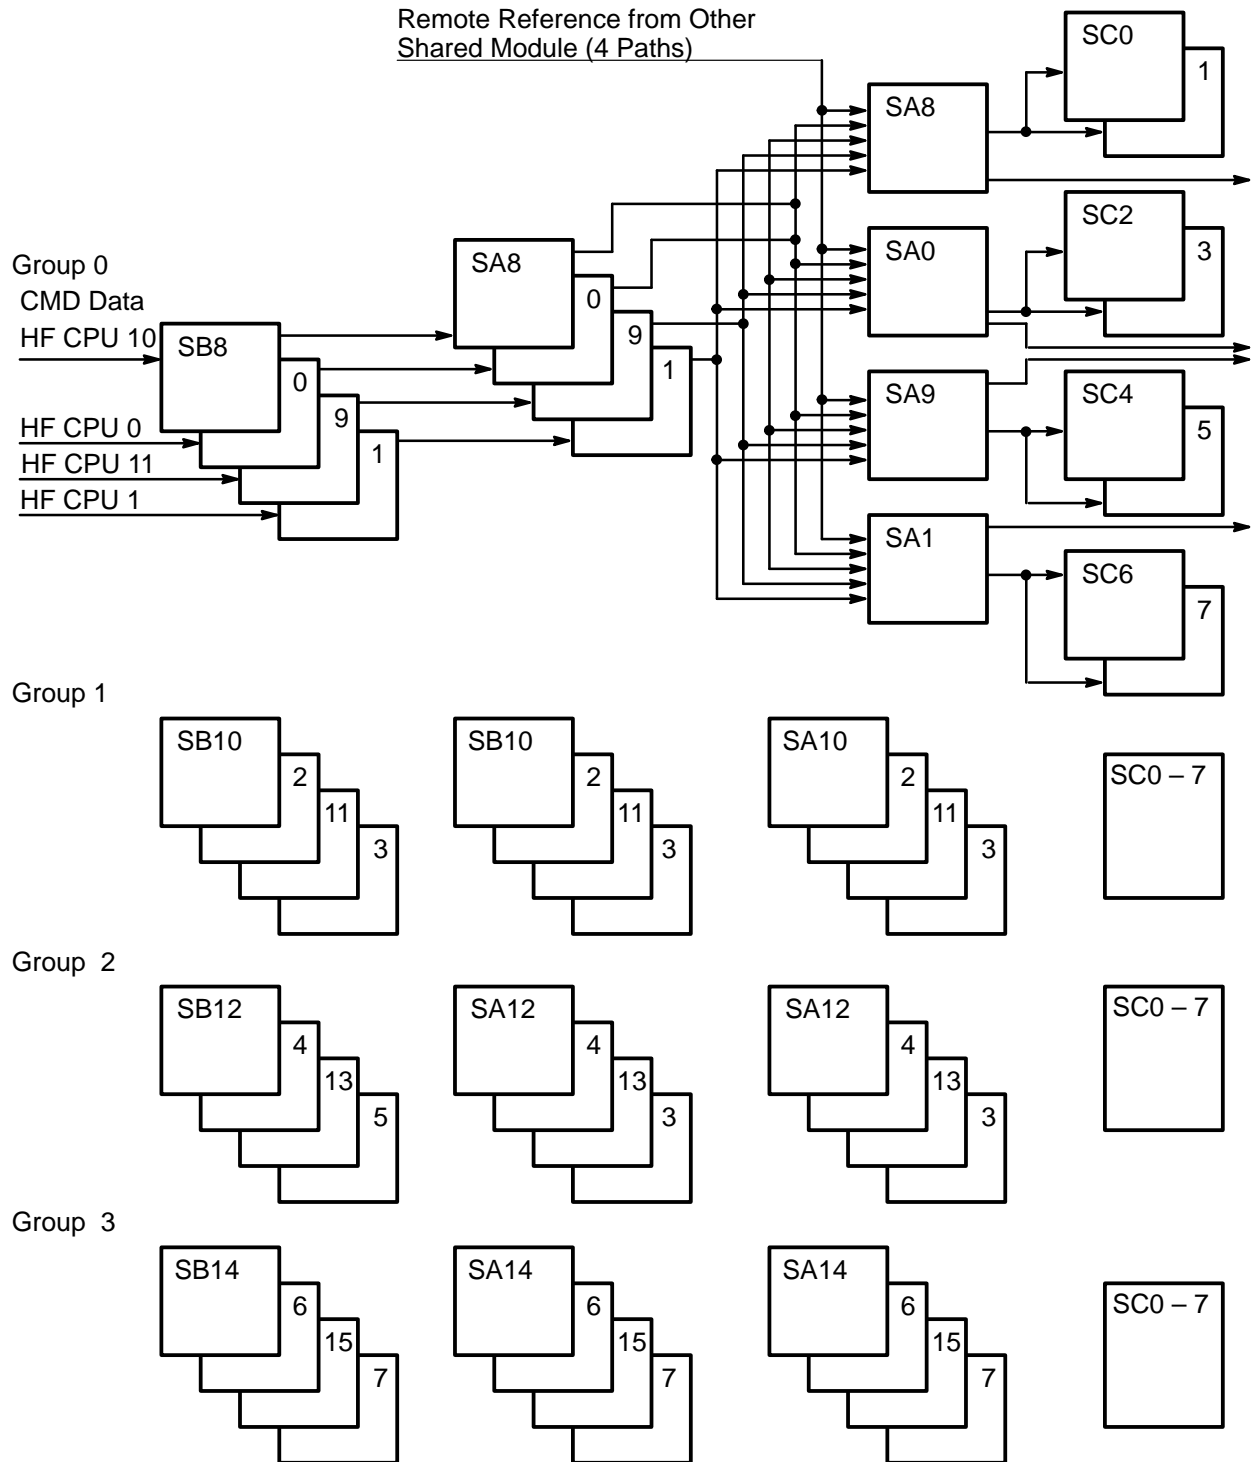 Remote Reference from Other
Shared Module (4 Paths)
SC0
1
SA8
SC2
3
SA0
SA8
0
9
1
Group 0
CMD Data
HF CPU 10
SB8
0
9
1
HF CPU 0
HF CPU 11
HF CPU 1
SA9
SC4
5
SA1
SC6
7
Group 1
SB10
2
11
3
SB10
2
11
3
SA10
2
11
3
SC0 – 7
Group 2
SB12
4
13
5
SA12
4
13
3
SA12
4
13
3
SC0 – 7
Group 3
SB14
6
15
7
SA14
6
15
7
SA14
6
15
7
SC0 – 7